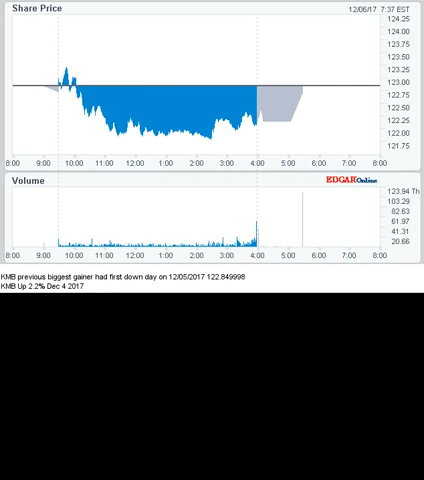 Share Price
12/06/17 7:37 EST
124.25
124.00
123.75
123.50
123.25
123.00
122.75
122.50
122.25
122.00
121.75
8:00 9:00 10:00 11:00 12:00 1:00 2:00 3:00 4:00 5:00 6:00 7:00 8:00
Volume
EDGAROnline
123.94 Th
103.29
82.63
61.97
41.31
20.66
8:00 9:00 10:00 11:00 12:00 1:00 2:00 3:00 4:00 5:00 6:00 7:00 8:00
KMB previous biggest gainer had first down day on 12/05/2017 122.849998
KMB Up 2.2% Dec 4 2017